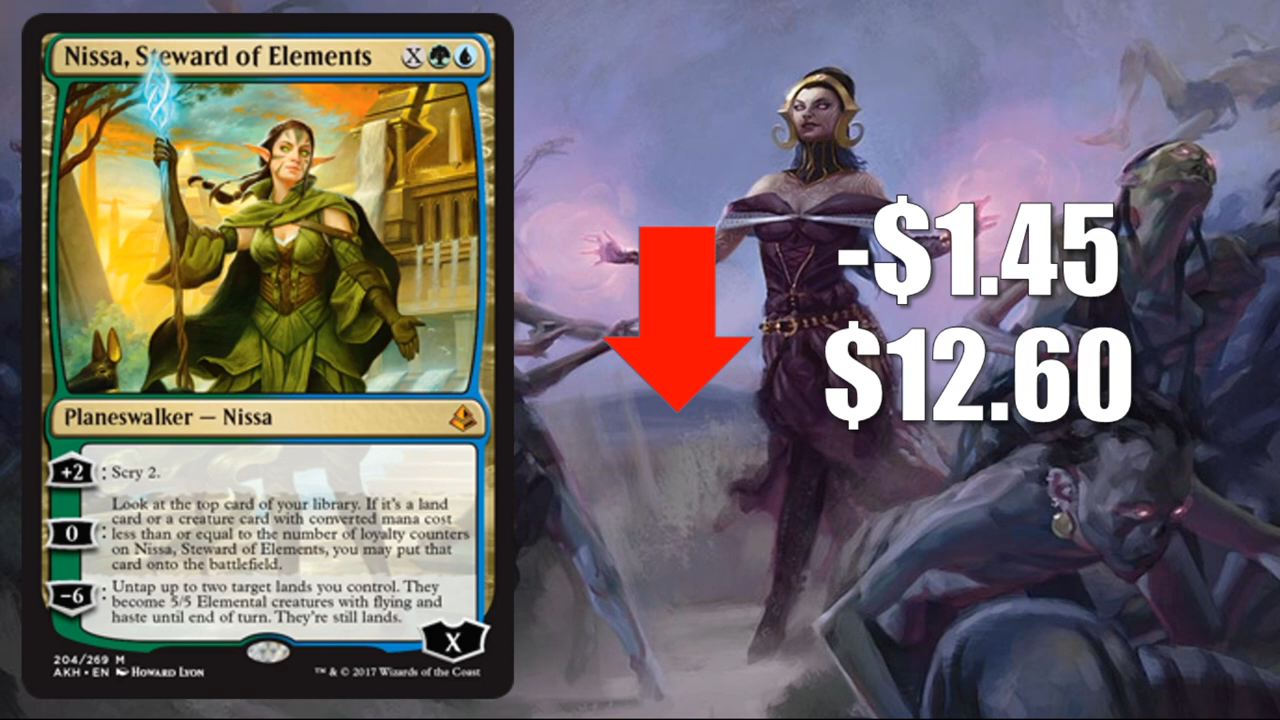 Nissa, Steward of Elements X
Planeswalker — Nissa
+2 : Scry 2.
Look at the top card of your library. If it's a land
card or a creature card with converted mana cost
0 : less than or equal to the number of loyalty counters
on Nissa, Steward of Elements, you may put that
card onto the battlefield.
-6 : Untap up to two target lands you control. They
become 5/5 Elemental creatures with flying and
haste until end of turn. They're still lands.
X
204/269 M
AKH • EN Howard Lyon
™ & © 2017 Wizards of the Coast
-$1.45
$12.60